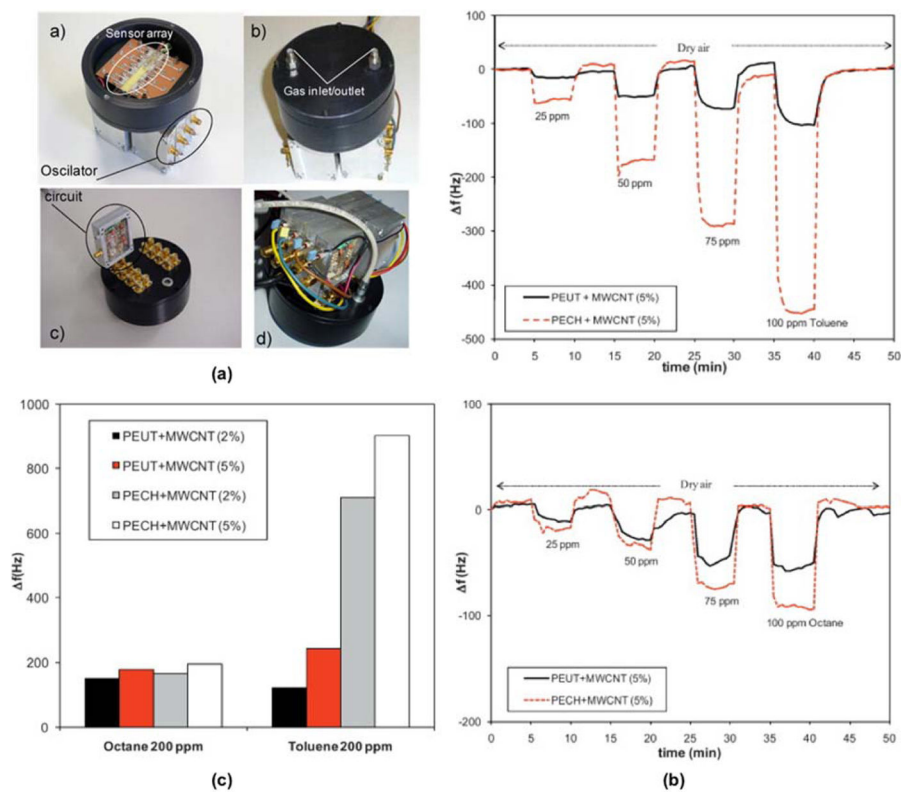 a)
Sensor array
Oscilator
b)
Gas inlet/outlet
circuit
c)
d)
(a)
100
0
-100
-200
-300
-400
-500
Δf (Hz)
Dry air
25 ppm
50 ppm
75 ppm
100 ppm Toluene
PEUT + MWCNT (5%)
PECH + MWCNT (5%)
0 5 10 15 20 25 30 35 40 45 50
time (min)
1000
800
600
400
200
0
Δf(Hz)
PEUT+MWCNT (2%)
PEUT+MWCNT (5%)
PECH+MWCNT (2%)
PECH+MWCNT (5%)
Octane 200 ppm Toluene 200 ppm
(c)
100
0
-100
-200
Δf (Hz)
Dry air
25 ppm
50 ppm
75 ppm
100 ppm Octane
PEUT+MWCNT (5%)
PECH+MWCNT (5%)
0 5 10 15 20 25 30 35 40 45 50
time (min)
(b)